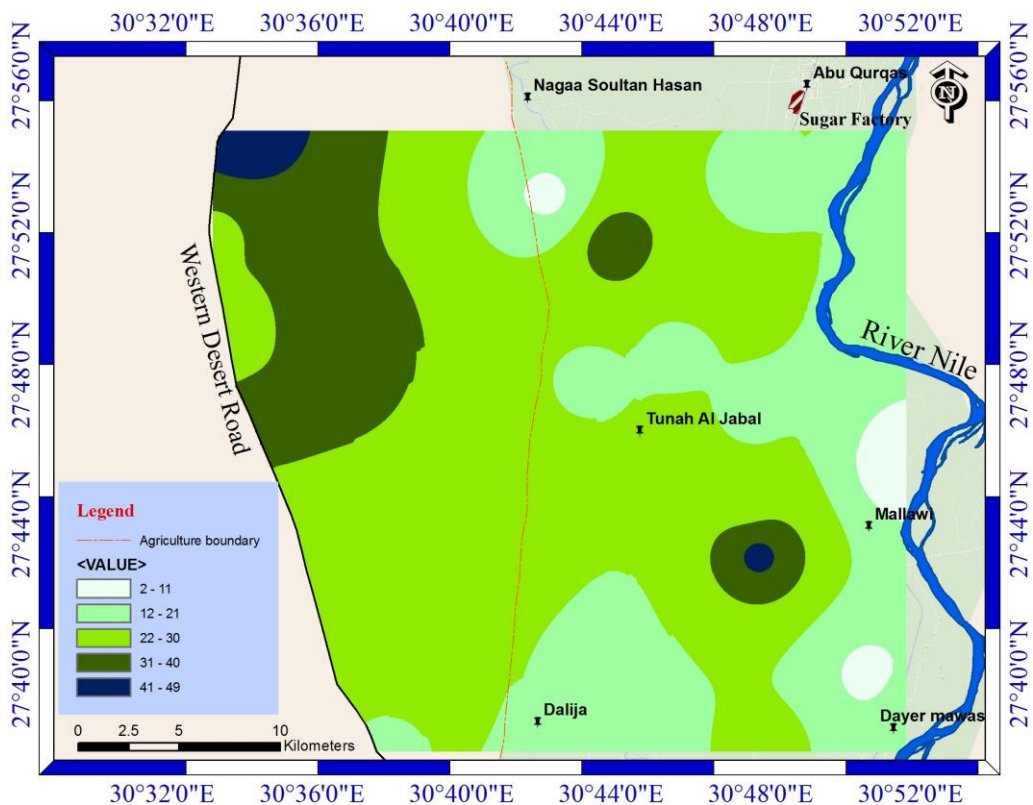 30°32'0"E 30°36'0"E 30°40'0"E 30°44'0"E 30°48'0"E 30°52'0"E
27°56'0"N
27°52'0"N
27°48'0"N
27°44'0"N
27°40'0"N
27°56'0"N
27°52'0"N
27°48'0"N
27°44'0"N
27°40'0"N
N
Abu Qurqas
Nagaa Soultan Hasan
Sugar Factory
Western Desert Road
River Nile
Tunah Al Jabal
Mallawi
Dalija
Dayer mawas
Legend
Agriculture boundary
<VALUE>
2 - 11
12 - 21
22 - 30
31 - 40
41 - 49
0 2.5 5 10
Kilometers
30°32'0"E 30°36'0"E 30°40'0"E 30°44'0"E 30°48'0"E 30°52'0"E